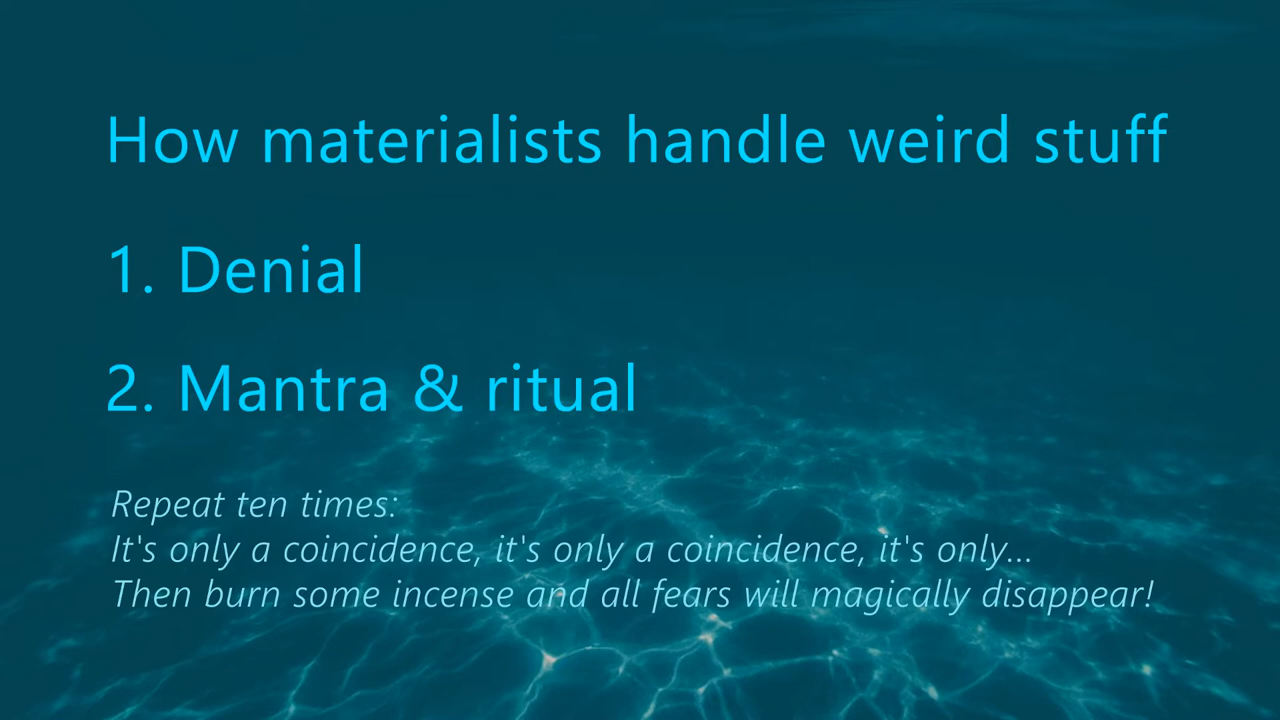 How materialists handle weird stuff
1. Denial
2. Mantra & ritual
Repeat ten times:
It's only a coincidence, it's only a coincidence, it's only...
Then burn some incense and all fears will magically disappear!